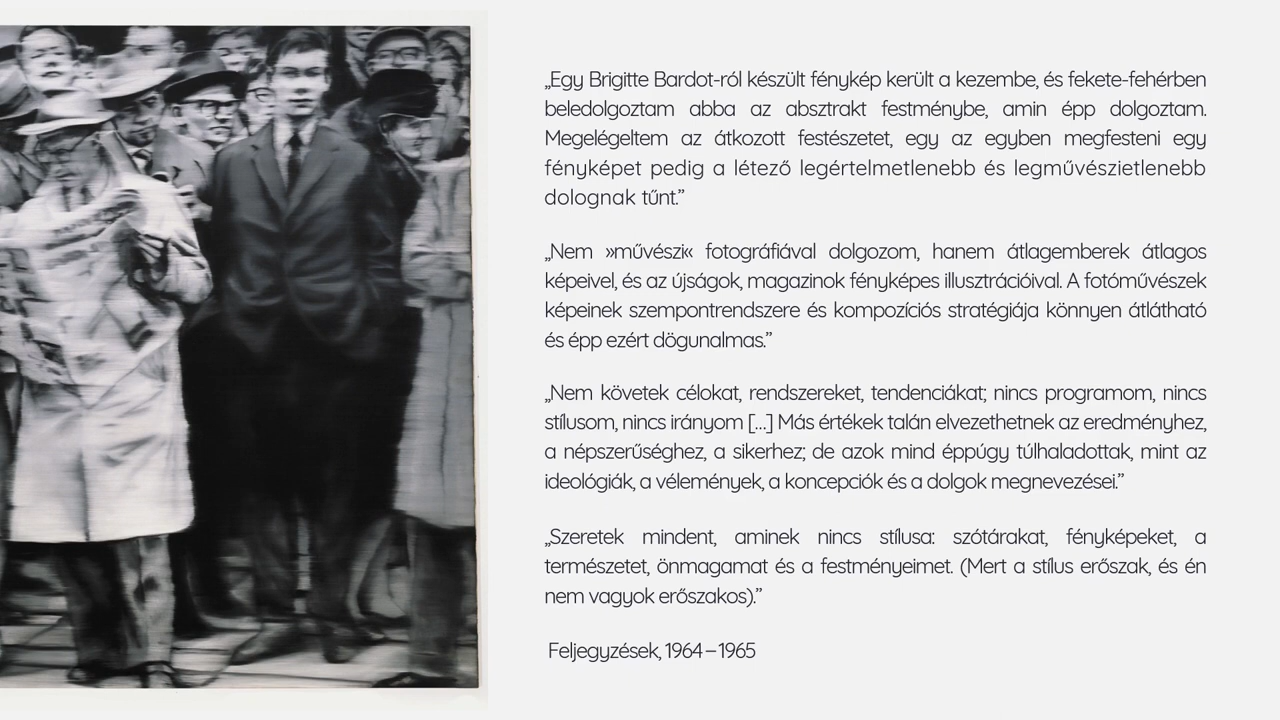 „Egy Brigitte Bardot-ról készült fénykép került a kezembe, és fekete-fehérben
beledolgoztam abba az absztrakt festménybe, amin épp dolgoztam.
Megelégeltem az átkozott festészetet, egy az egyben megfesteni egy
fényképet pedig a létező legértelmetlenebb és legművészietlenebb
dolognak tűnt.”
„Nem »művészi« fotográfiával dolgozom, hanem átlagemberek átlagos
képeivel, és az újságok, magazinok fényképes illusztrációival. A fotóművészek
képeinek szempontrendszere és kompozíciós stratégiája könnyen átlátható
és épp ezért dögunalmas.”
„Nem követek célokat, rendszereket, tendenciákat; nincs programom, nincs
stílusom, nincs irányom [...] Más értékek talán elvezethetnek az eredményhez,
a népszerűséghez, a sikerhez; de azok mind éppúgy túlhaladottak, mint az
ideológiák, a vélemények, a koncepciók és a dolgok megnevezései.”
„Szeretek mindent, aminek nincs stílusa: szótárakat, fényképeket, a
természetet, önmagamat és a festményeimet. (Mert a stílus erőszak, és én
nem vagyok erőszakos).”
Feljegyzések, 1964–1965